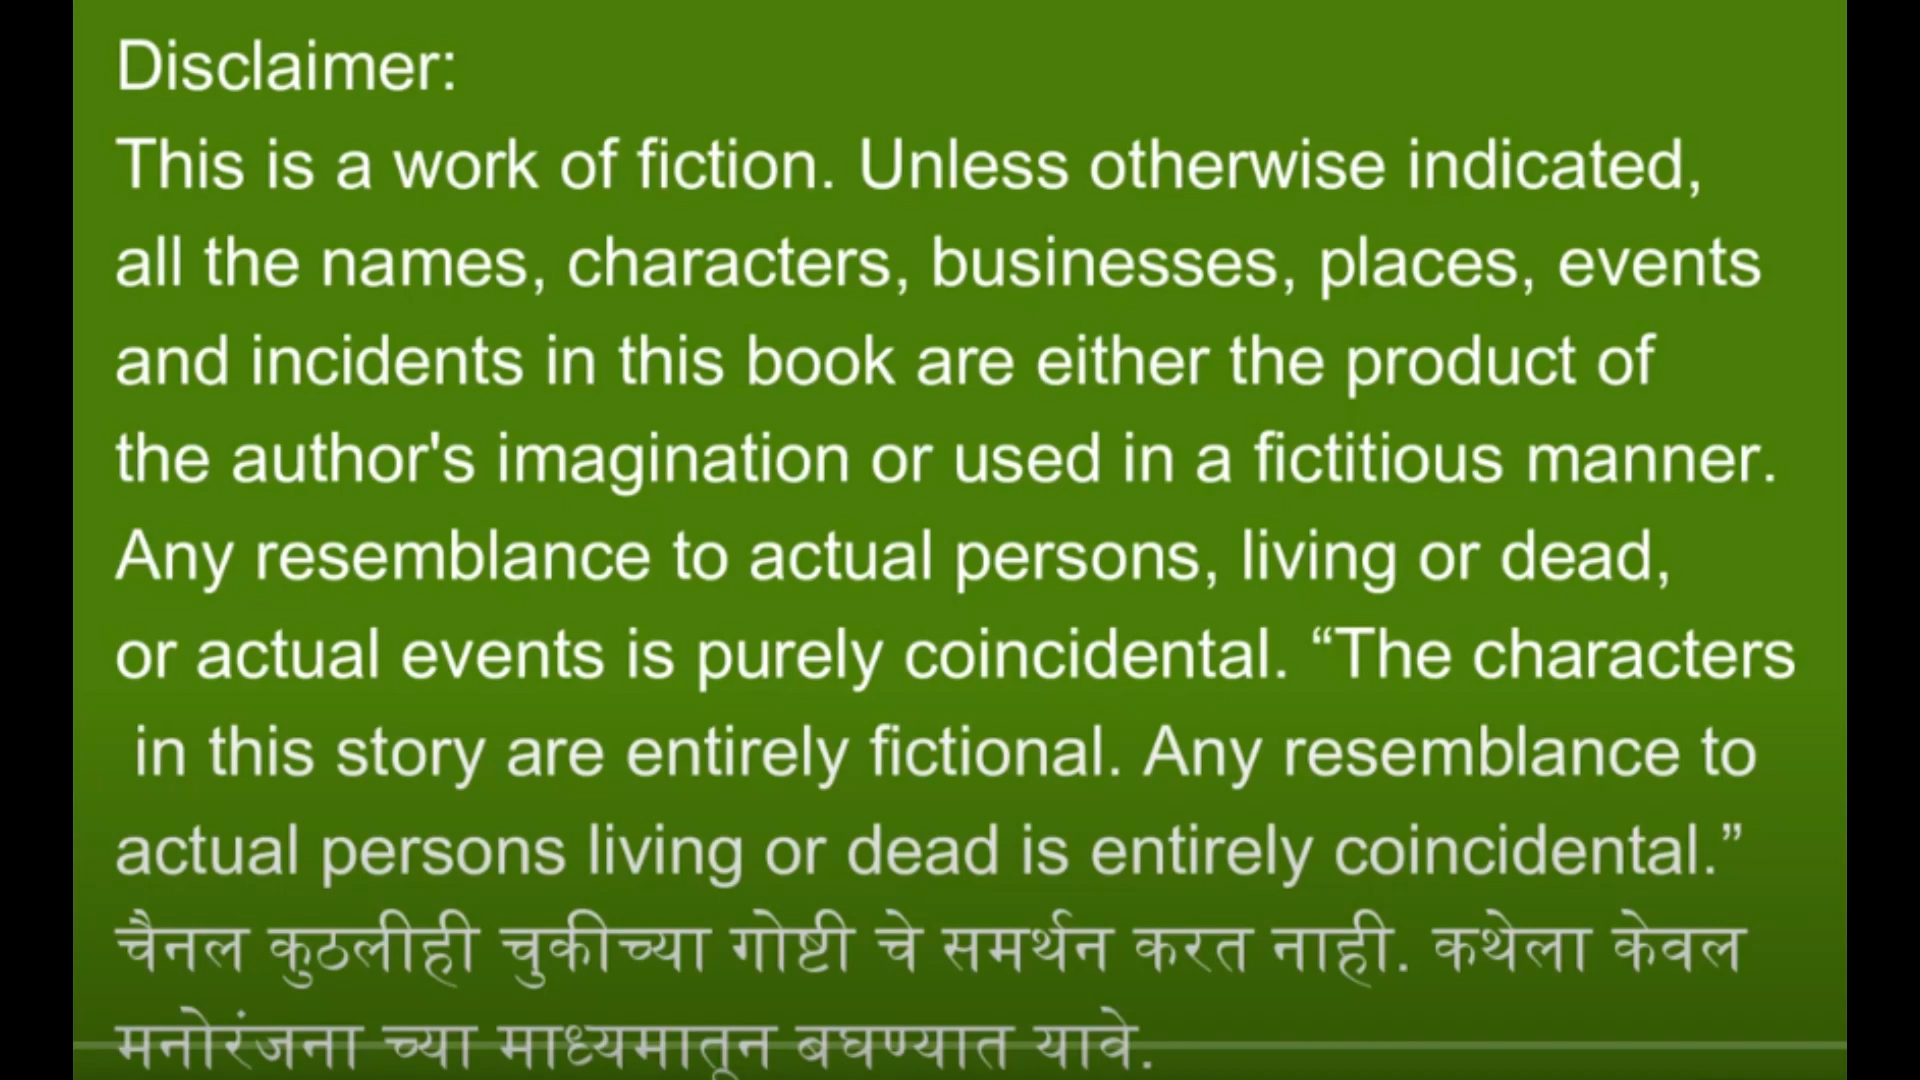 Disclaimer:
This is a work of fiction. Unless otherwise indicated,
all the names, characters, businesses, places, events
and incidents in this book are either the product of
the author's imagination or used in a fictitious manner.
Any resemblance to actual persons, living or dead,
or actual events is purely coincidental. “The characters
in this story are entirely fictional. Any resemblance to
actual persons living or dead is entirely coincidental.”
चैनल कुठलीही चुकीच्या गोष्टी चे समर्थन करत नाही. कथेला केवल
मनोरंजना च्या माध्यमातून बघण्यात यावे.